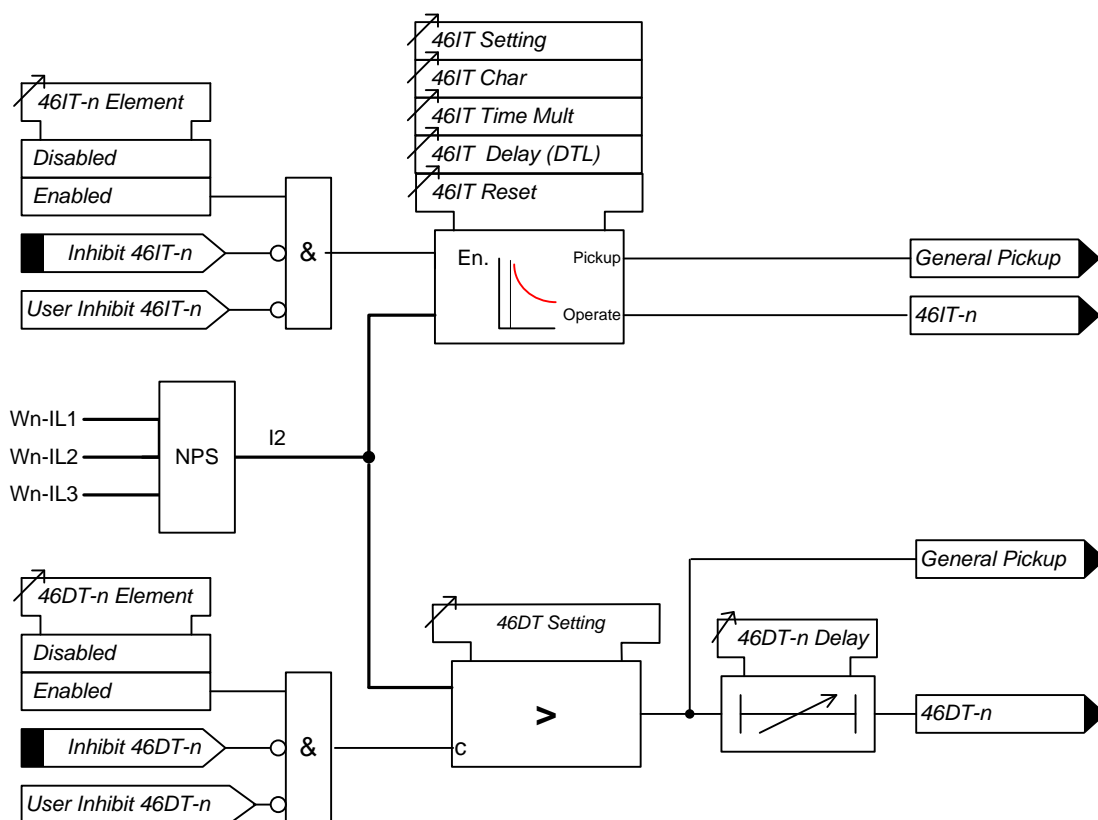 46IT Setting
46IT Char
46IT Time Mult
46IT Delay (DTL)
46IT Reset
46IT-n Element
Disabled
Enabled
Inhibit 46IT-n
User Inhibit 46IT-n
&
En.
Pickup
Operate
General Pickup
46IT-n
Wn-IL1
Wn-IL2
Wn-IL3
NPS
I2
46DT-n Element
Disabled
Enabled
Inhibit 46DT-n
User Inhibit 46DT-n
&
46DT Setting
>
c
General Pickup
46DT-n Delay
46DT-n